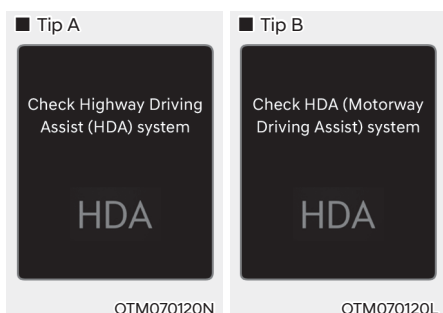 ■ Tip A
Check Highway Driving
Assist (HDA) system
HDA
OTM070120N
■ Tip B
Check HDA (Motorway
Driving Assist) system
HDA
OTM070120L